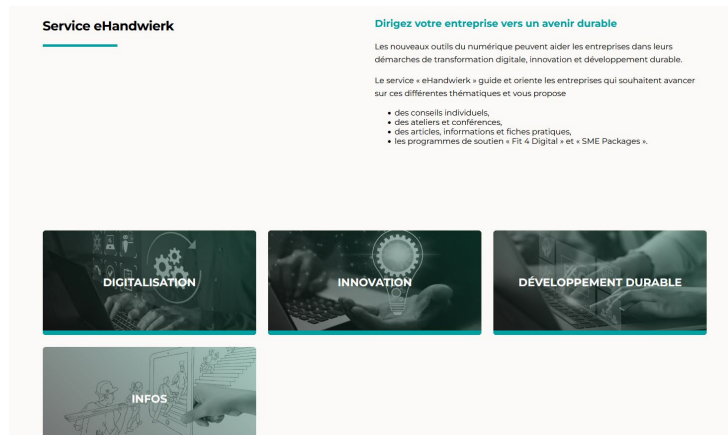 Service eHandwierk
Dirigez votre entreprise vers un avenir durable
Les nouveaux outils du numérique peuvent aider les entreprises dans leurs
démarches de transformation digitale, innovation et développement durable.
Le service « eHandwierk » guide et oriente les entreprises qui souhaitent avancer
sur ces différentes thématiques et vous propose
• des conseils individuels,
• des ateliers et conférences,
• des articles, informations et fiches pratiques,
• les programmes de soutien « Fit 4 Digital » et « SME Packages ».
DIGITALISATION
INNOVATION
DÉVELOPPEMENT DURABLE
INFOS